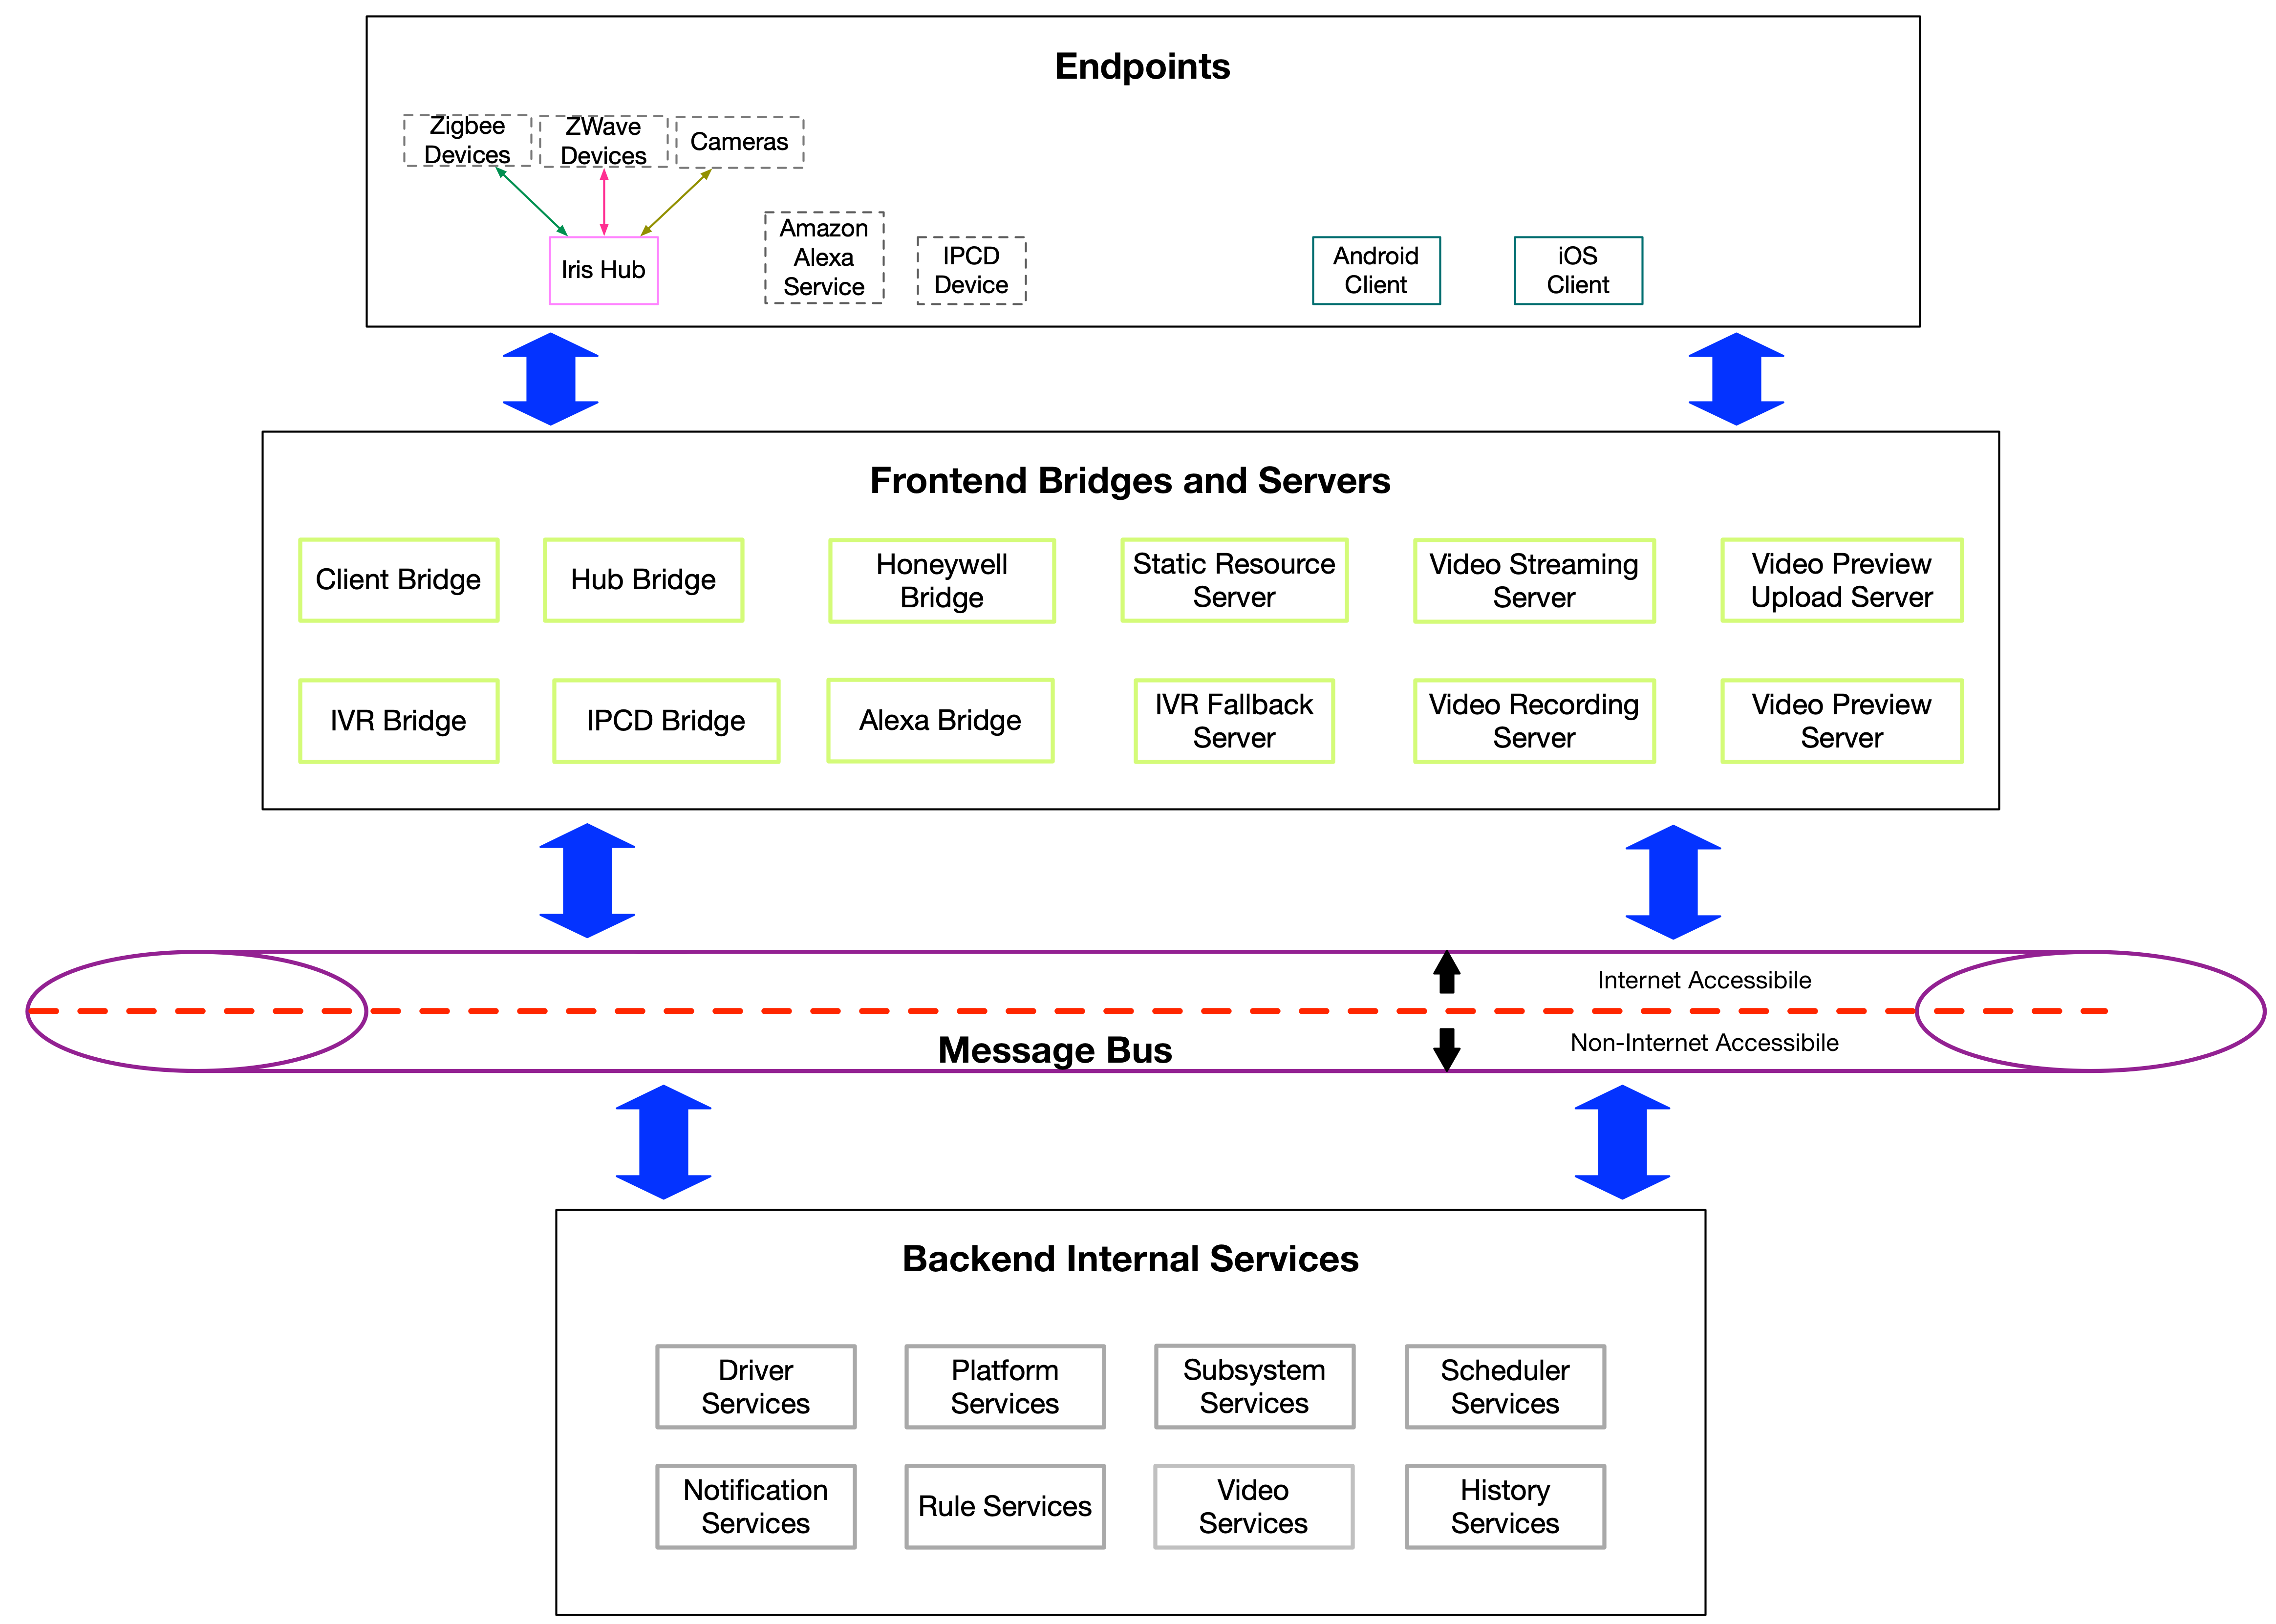 Endpoints
Zigbee
Devices
ZWave
Devices
Cameras
Iris Hub
Amazon
Alexa
Service
IPCD
Device
Android
Client
iOS
Client
Frontend Bridges and Servers
Client Bridge
Hub Bridge
Honeywell
Bridge
Static Resource
Server
Video Streaming
Server
Video Preview
Upload Server
IVR Bridge
IPCD Bridge
Alexa Bridge
IVR Fallback
Server
Video Recording
Server
Video Preview
Server
Internet Accessibile
Non-Internet Accessibile
Message Bus
Backend Internal Services
Driver
Services
Platform
Services
Subsystem
Services
Scheduler
Services
Notification
Services
Rule Services
Video
Services
History
Services